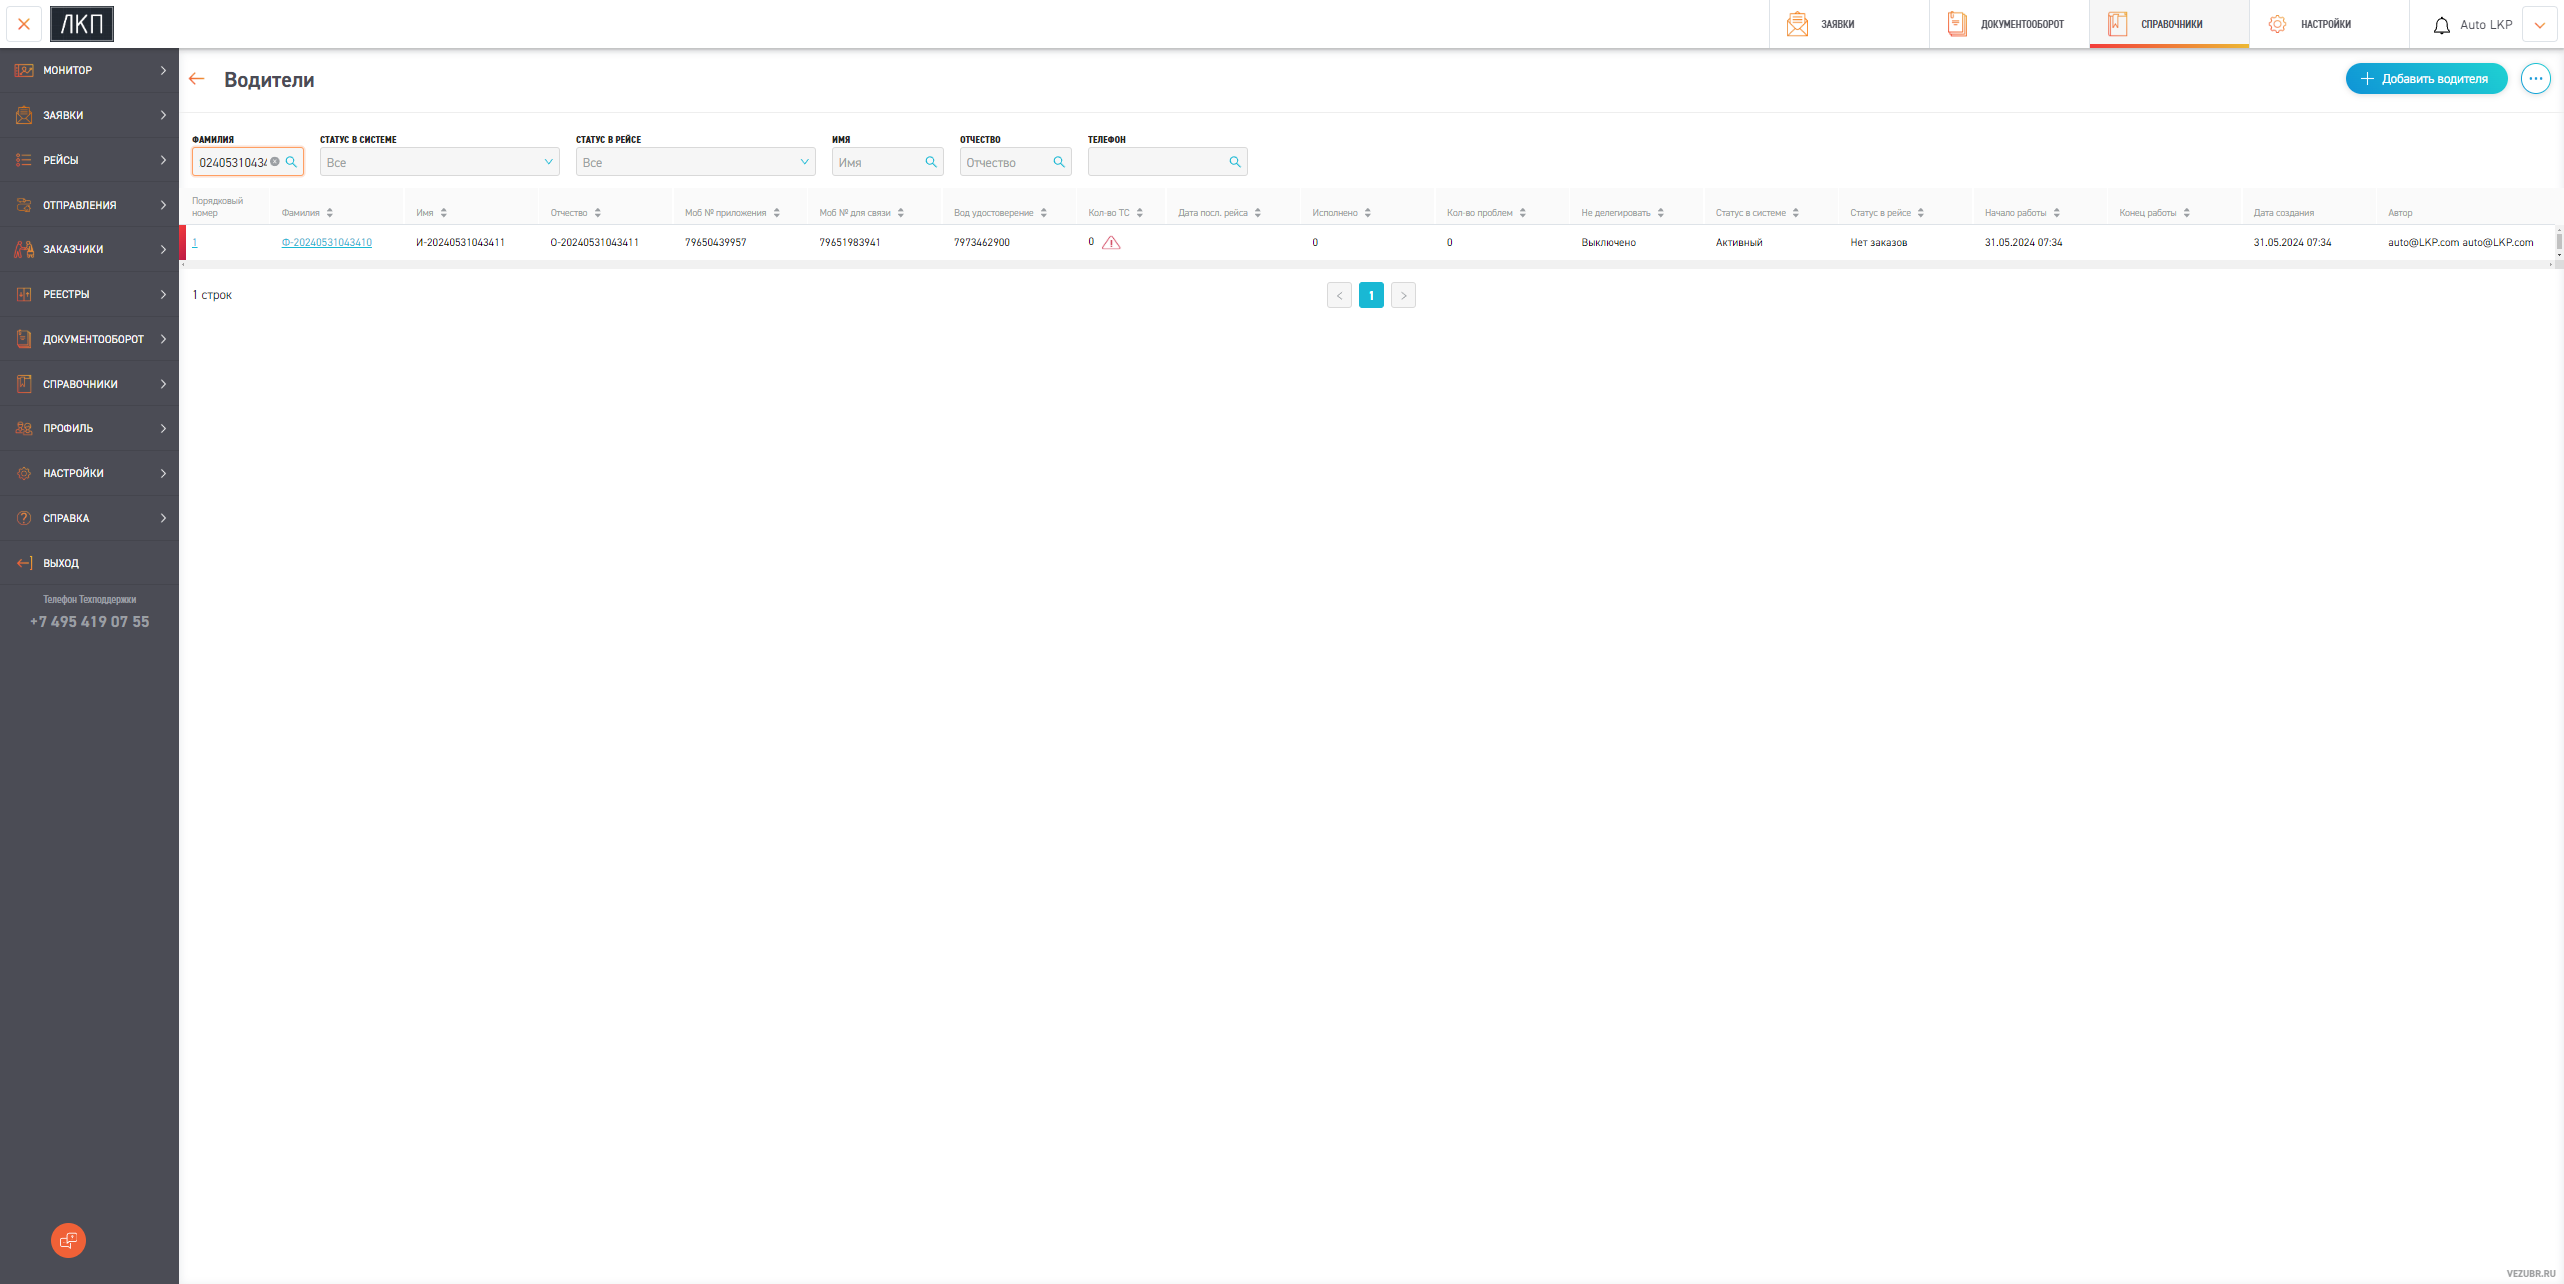 ЛКП
ЗАЯВКИ
ДОКУМЕНТООБОРОТ
СПРАВОЧНИКИ
НАСТРОЙКИ
Auto LKP
МОНИТОР
ЗАЯВКИ
РЕЙСЫ
ОТПРАВЛЕНИЯ
ЗАКАЗЧИКИ
РЕЕСТРЫ
ДОКУМЕНТООБОРОТ
СПРАВОЧНИКИ
ПРОФИЛЬ
НАСТРОЙКИ
СПРАВКА
ВЫХОД
Телефон Техподдержки
+7 495 419 07 55
Водители
Добавить водителя
ФАМИЛИЯ СТАТУС В СИСТЕМЕ СТАТУС В РЕЙСЕ ИМЯ ОТЧЕСТВО ТЕЛЕФОН
0240531043 Все Все Имя Отчество
Порядковый номер Фамилия Имя Отчество Моб № приложения Моб № для связи Вод удостоверение Кол-во ТС Дата посл. рейса Исполнено Кол-во проблем Не делегировать Статус в системе Статус в рейсе Начало работы Конец работы Дата создания Автор
1 Ф-20240531043410 И-20240531043411 О-20240531043411 79650439957 79651983941 7973462900 0 0 0 Выключено Активный Нет заказов 31.05.2024 07:34 31.05.2024 07:34 auto@LKP.com auto@LKP.com
1 строк
< 1 >
VEZUBR.RU